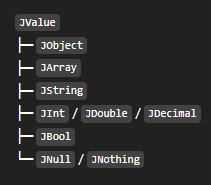 JValue
├─ JObject
├─ JArray
├─ JString
├─ JInt / JDouble / JDecimal
├─ JBool
└─ JNull / JNothing